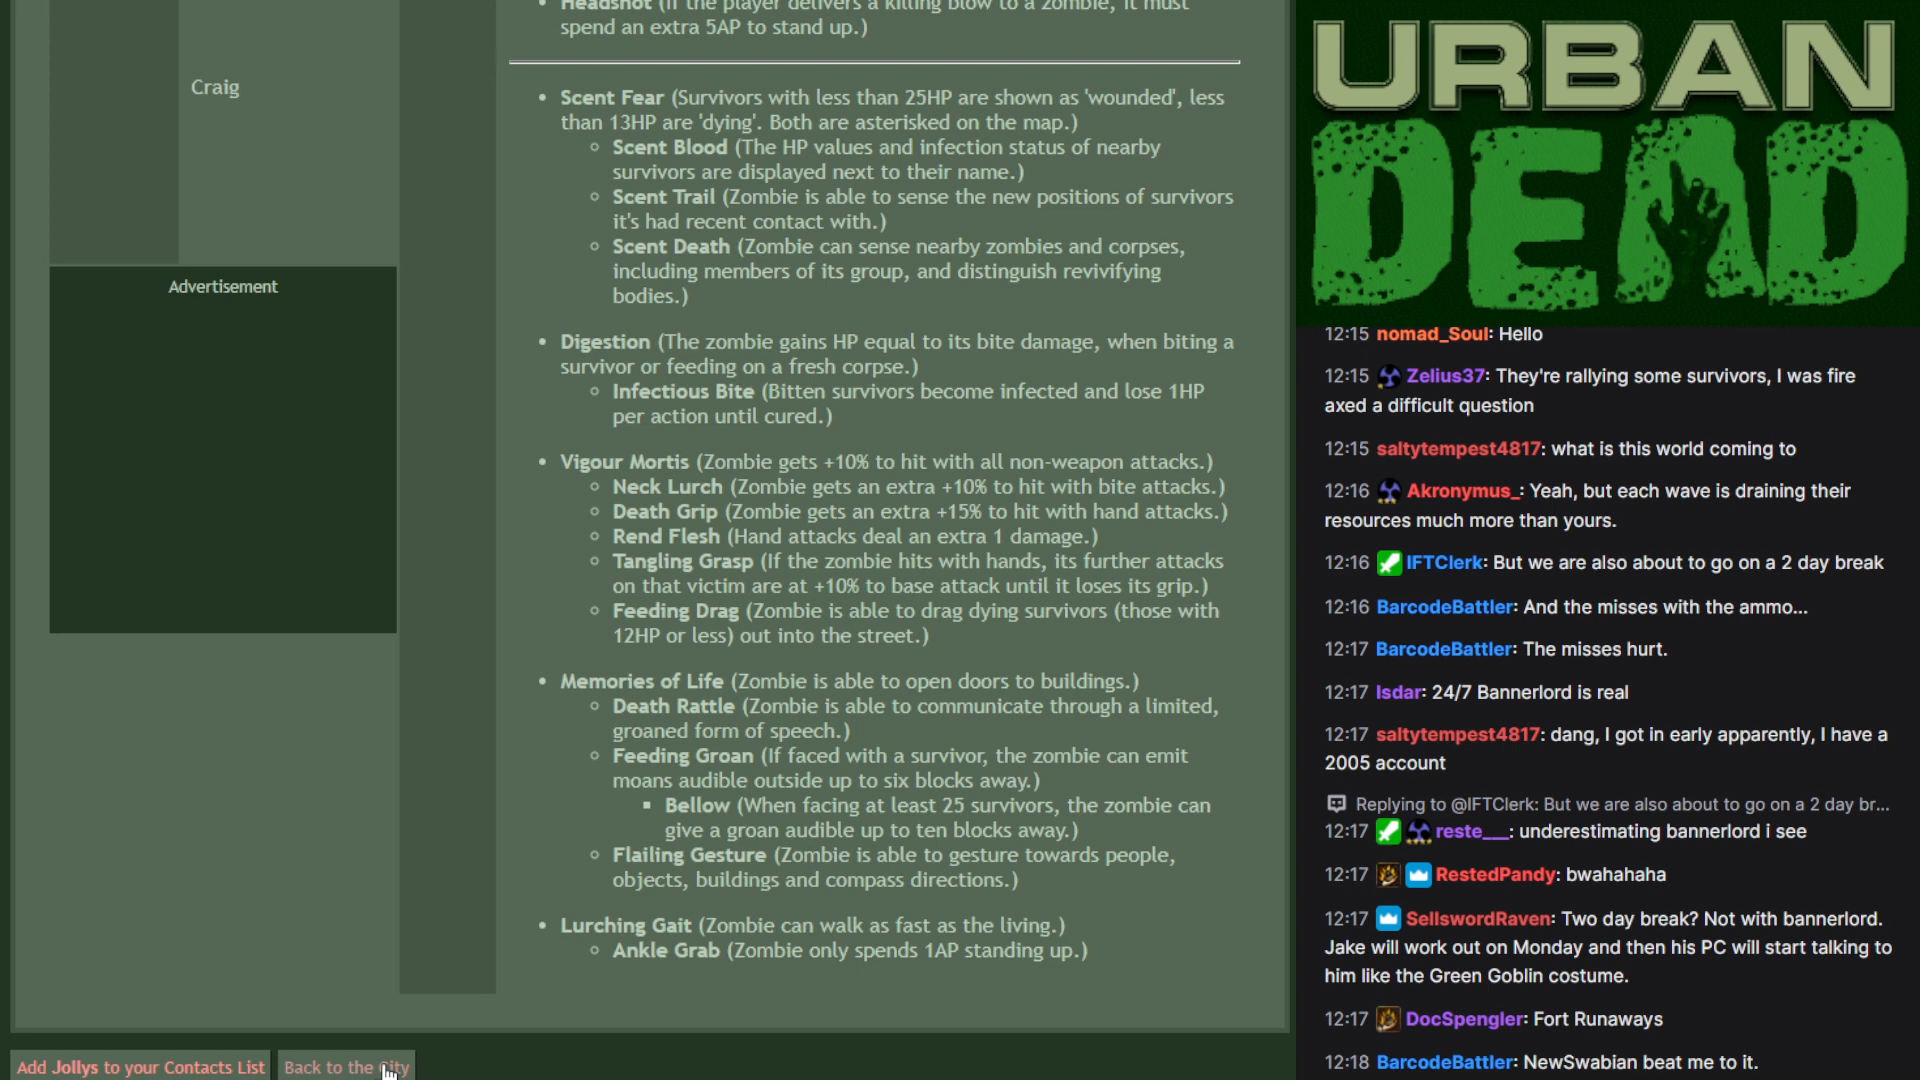 Headshot (If the player delivers a killing blow to a zombie, it must
spend an extra 5AP to stand up.)
Craig
Advertisement
• Scent Fear (Survivors with less than 25HP are shown as 'wounded', less
than 13HP are 'dying'. Both are asterisked on the map.)
Scent Blood (The HP values and infection status of nearby
survivors are displayed next to their name.)
Scent Trail (Zombie is able to sense the new positions of survivors
it's had recent contact with.)
Scent Death (Zombie can sense nearby zombies and corpses,
including members of its group, and distinguish revivifying
bodies.)
• Digestion (The zombie gains HP equal to its bite damage, when biting a
survivor or feeding on a fresh corpse.)
Infectious Bite (Bitten survivors become infected and lose 1HP
per action until cured.)
• Vigour Mortis (Zombie gets +10% to hit with all non-weapon attacks.)
Neck Lurch (Zombie gets an extra +10% to hit with bite attacks.)
Death Grip (Zombie gets an extra +15% to hit with hand attacks.)
Rend Flesh (Hand attacks deal an extra 1 damage.)
Tangling Grasp (If the zombie hits with hands, its further attacks
on that victim are at +10% to base attack until it loses its grip.)
Feeding Drag (Zombie is able to drag dying survivors (those with
12HP or less) out into the street.)
• Memories of Life (Zombie is able to open doors to buildings.)
Death Rattle (Zombie is able to communicate through a limited,
groaned form of speech.)
Feeding Groan (If faced with a survivor, the zombie can emit
moans audible outside up to six blocks away.)
Bellow (When facing at least 25 survivors, the zombie can
give a groan audible up to ten blocks away.)
Flailing Gesture (Zombie is able to gesture towards people,
objects, buildings and compass directions.)
• Lurching Gait (Zombie can walk as fast as the living.)
Ankle Grab (Zombie only spends 1AP standing up.)
Add Jollys to your Contacts List
Back to the City
URBAN
DEAD
12:15 nomad_Soul: Hello
12:15 Zelius37: They're rallying some survivors, I was fire
axed a difficult question
12:15 saltytempest4817: what is this world coming to
12:16 Akronymus_: Yeah, but each wave is draining their
resources much more than yours.
12:16 IFTClerk: But we are also about to go on a 2 day break
12:16 BarcodeBattler: And the misses with the ammo...
12:17 BarcodeBattler: The misses hurt.
12:17 Isdar: 24/7 Bannerlord is real
12:17 saltytempest4817: dang, I got in early apparently, I have a
2005 account
Replying to @IFTClerk: But we are also about to go on a 2 day br...
12:17 reste___: underestimating bannerlord i see
12:17 RestedPandy: bwahahaha
12:17 SellswordRaven: Two day break? Not with bannerlord.
Jake will work out on Monday and then his PC will start talking to
him like the Green Goblin costume.
12:17 DocSpengler: Fort Runaways
12:18 BarcodeBattler: NewSwabian beat me to it.